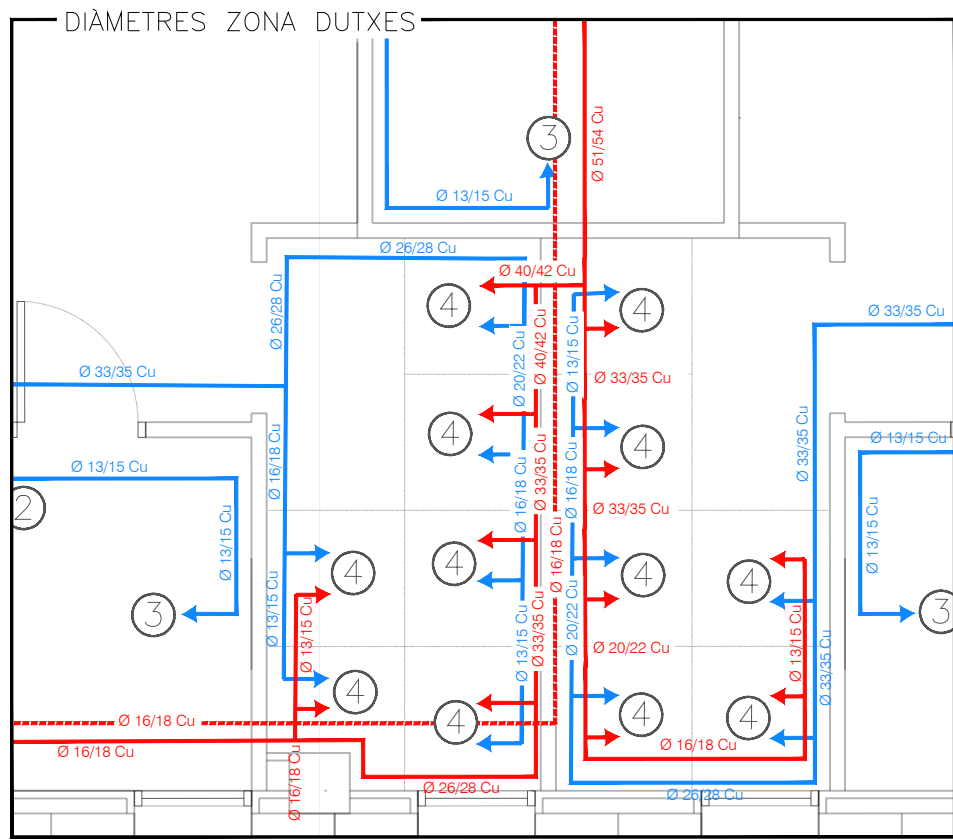 DIÀMETRES ZONA DUTXES
Ø 51/54 Cu
3
Ø 13/15 Cu
Ø 26/28 Cu
Ø 40/42 Cu
Ø 26/28 Cu
4
4
Ø 33/35 Cu
Ø 20/22 Cu
Ø 40/42 Cu
Ø 13/15 Cu
Ø 33/35 Cu
Ø 33/35 Cu
4
4
Ø 33/35 Cu
Ø 13/15 Cu
Ø 13/15 Cu
Ø 16/18 Cu
Ø 16/18 Cu
Ø 33/35 Cu
Ø 16/18 Cu
Ø 33/35 Cu
2
Ø 13/15 Cu
Ø 16/18 Cu
Ø 13/15 Cu
4
4
4
4
3
3
Ø 13/15 Cu
Ø 13/15 Cu
Ø 13/15 Cu
Ø 33/35 Cu
Ø 20/22 Cu
Ø 20/22 Cu
Ø 13/15 Cu
Ø 33/35 Cu
4
4
4
4
Ø 16/18 Cu
Ø 16/18 Cu
Ø 16/18 Cu
Ø 16/18 Cu
Ø 26/28 Cu
Ø 26/28 Cu